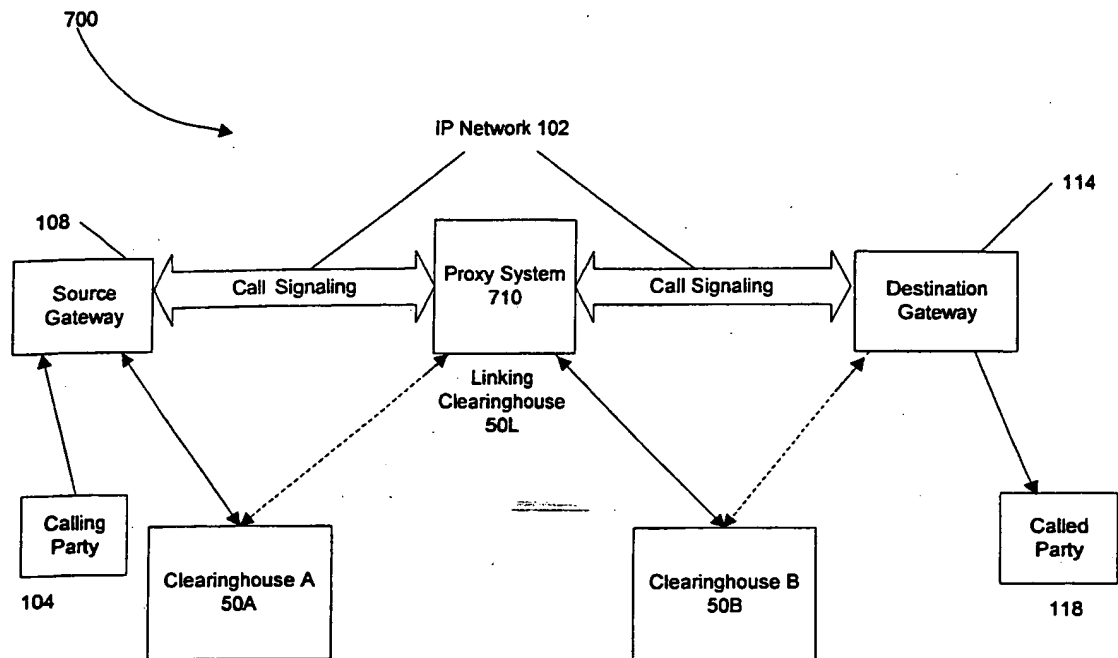 700
IP Network 102
114
108
Source
Gateway
Call Signaling
Proxy System
710
Call Signaling
Destination
Gateway
Linking
Clearinghouse
50L
Calling
Party
104
Clearinghouse A
50A
Clearinghouse B
50B
Called
Party
118